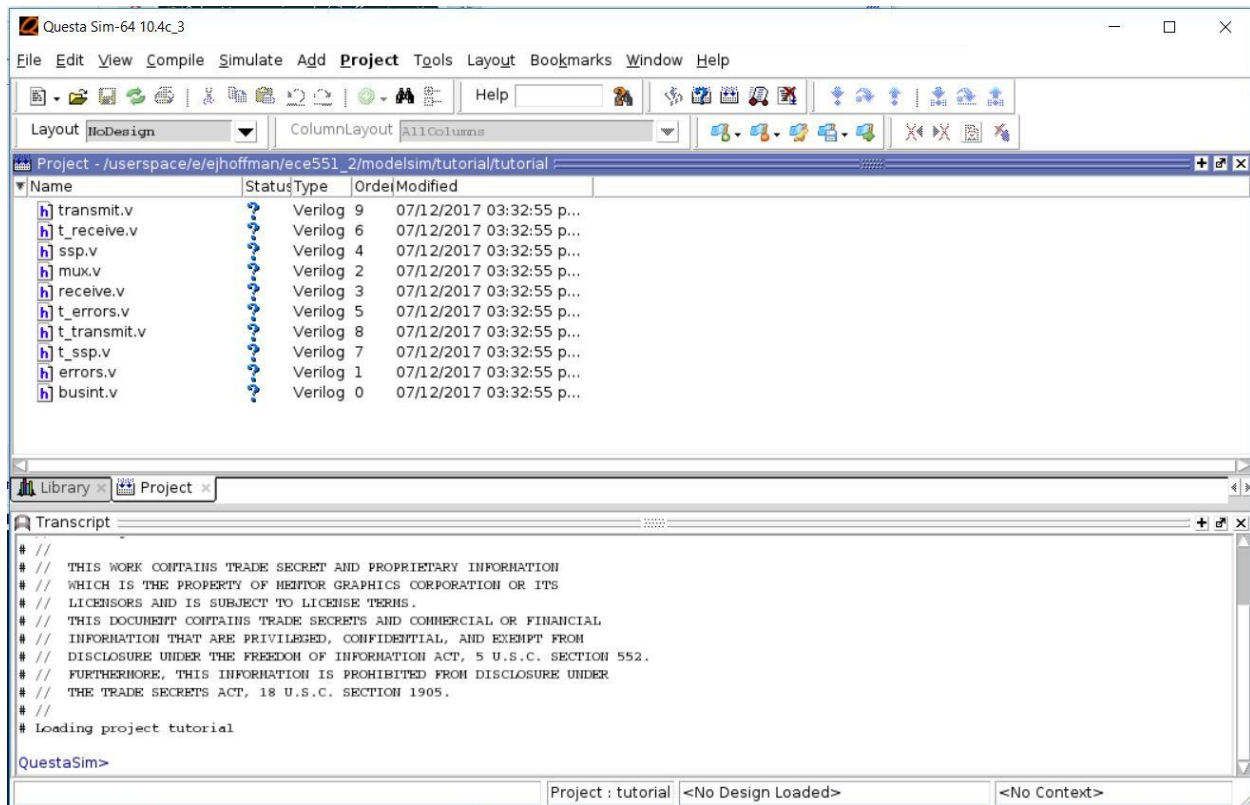 Questa Sim-64 10.4c_3
File Edit View Compile Simulate Add Project Tools Layout Bookmarks Window Help
Help
Layout NoDesign ColumnLayout AllColumns
Project - /userspace/e/ejhoffman/ece551_2/modelsim/tutorial/tutorial
Name Status Type Order Modified
transmit.v ? Verilog 9 07/12/2017 03:32:55 p...
t_receive.v ? Verilog 6 07/12/2017 03:32:55 p...
ssp.v ? Verilog 4 07/12/2017 03:32:55 p...
mux.v ? Verilog 2 07/12/2017 03:32:55 p...
receive.v ? Verilog 3 07/12/2017 03:32:55 p...
t_errors.v ? Verilog 5 07/12/2017 03:32:55 p...
t_transmit.v ? Verilog 8 07/12/2017 03:32:55 p...
t_ssp.v ? Verilog 7 07/12/2017 03:32:55 p...
errors.v ? Verilog 1 07/12/2017 03:32:55 p...
busint.v ? Verilog 0 07/12/2017 03:32:55 p...
Library Project
Transcript
# //
# // THIS WORK CONTAINS TRADE SECRET AND PROPRIETARY INFORMATION
# // WHICH IS THE PROPERTY OF MENTOR GRAPHICS CORPORATION OR ITS
# // LICENSORS AND IS SUBJECT TO LICENSE TERMS.
# // THIS DOCUMENT CONTAINS TRADE SECRETS AND COMMERCIAL OR FINANCIAL
# // INFORMATION THAT ARE PRIVILEGED, CONFIDENTIAL, AND EXEMPT FROM
# // DISCLOSURE UNDER THE FREEDOM OF INFORMATION ACT, 5 U.S.C. SECTION 552.
# // FURTHERMORE, THIS INFORMATION IS PROHIBITED FROM DISCLOSURE UNDER
# // THE TRADE SECRETS ACT, 18 U.S.C. SECTION 1905.
# //
# Loading project tutorial
QuestaSim>
Project : tutorial <No Design Loaded> <No Context>